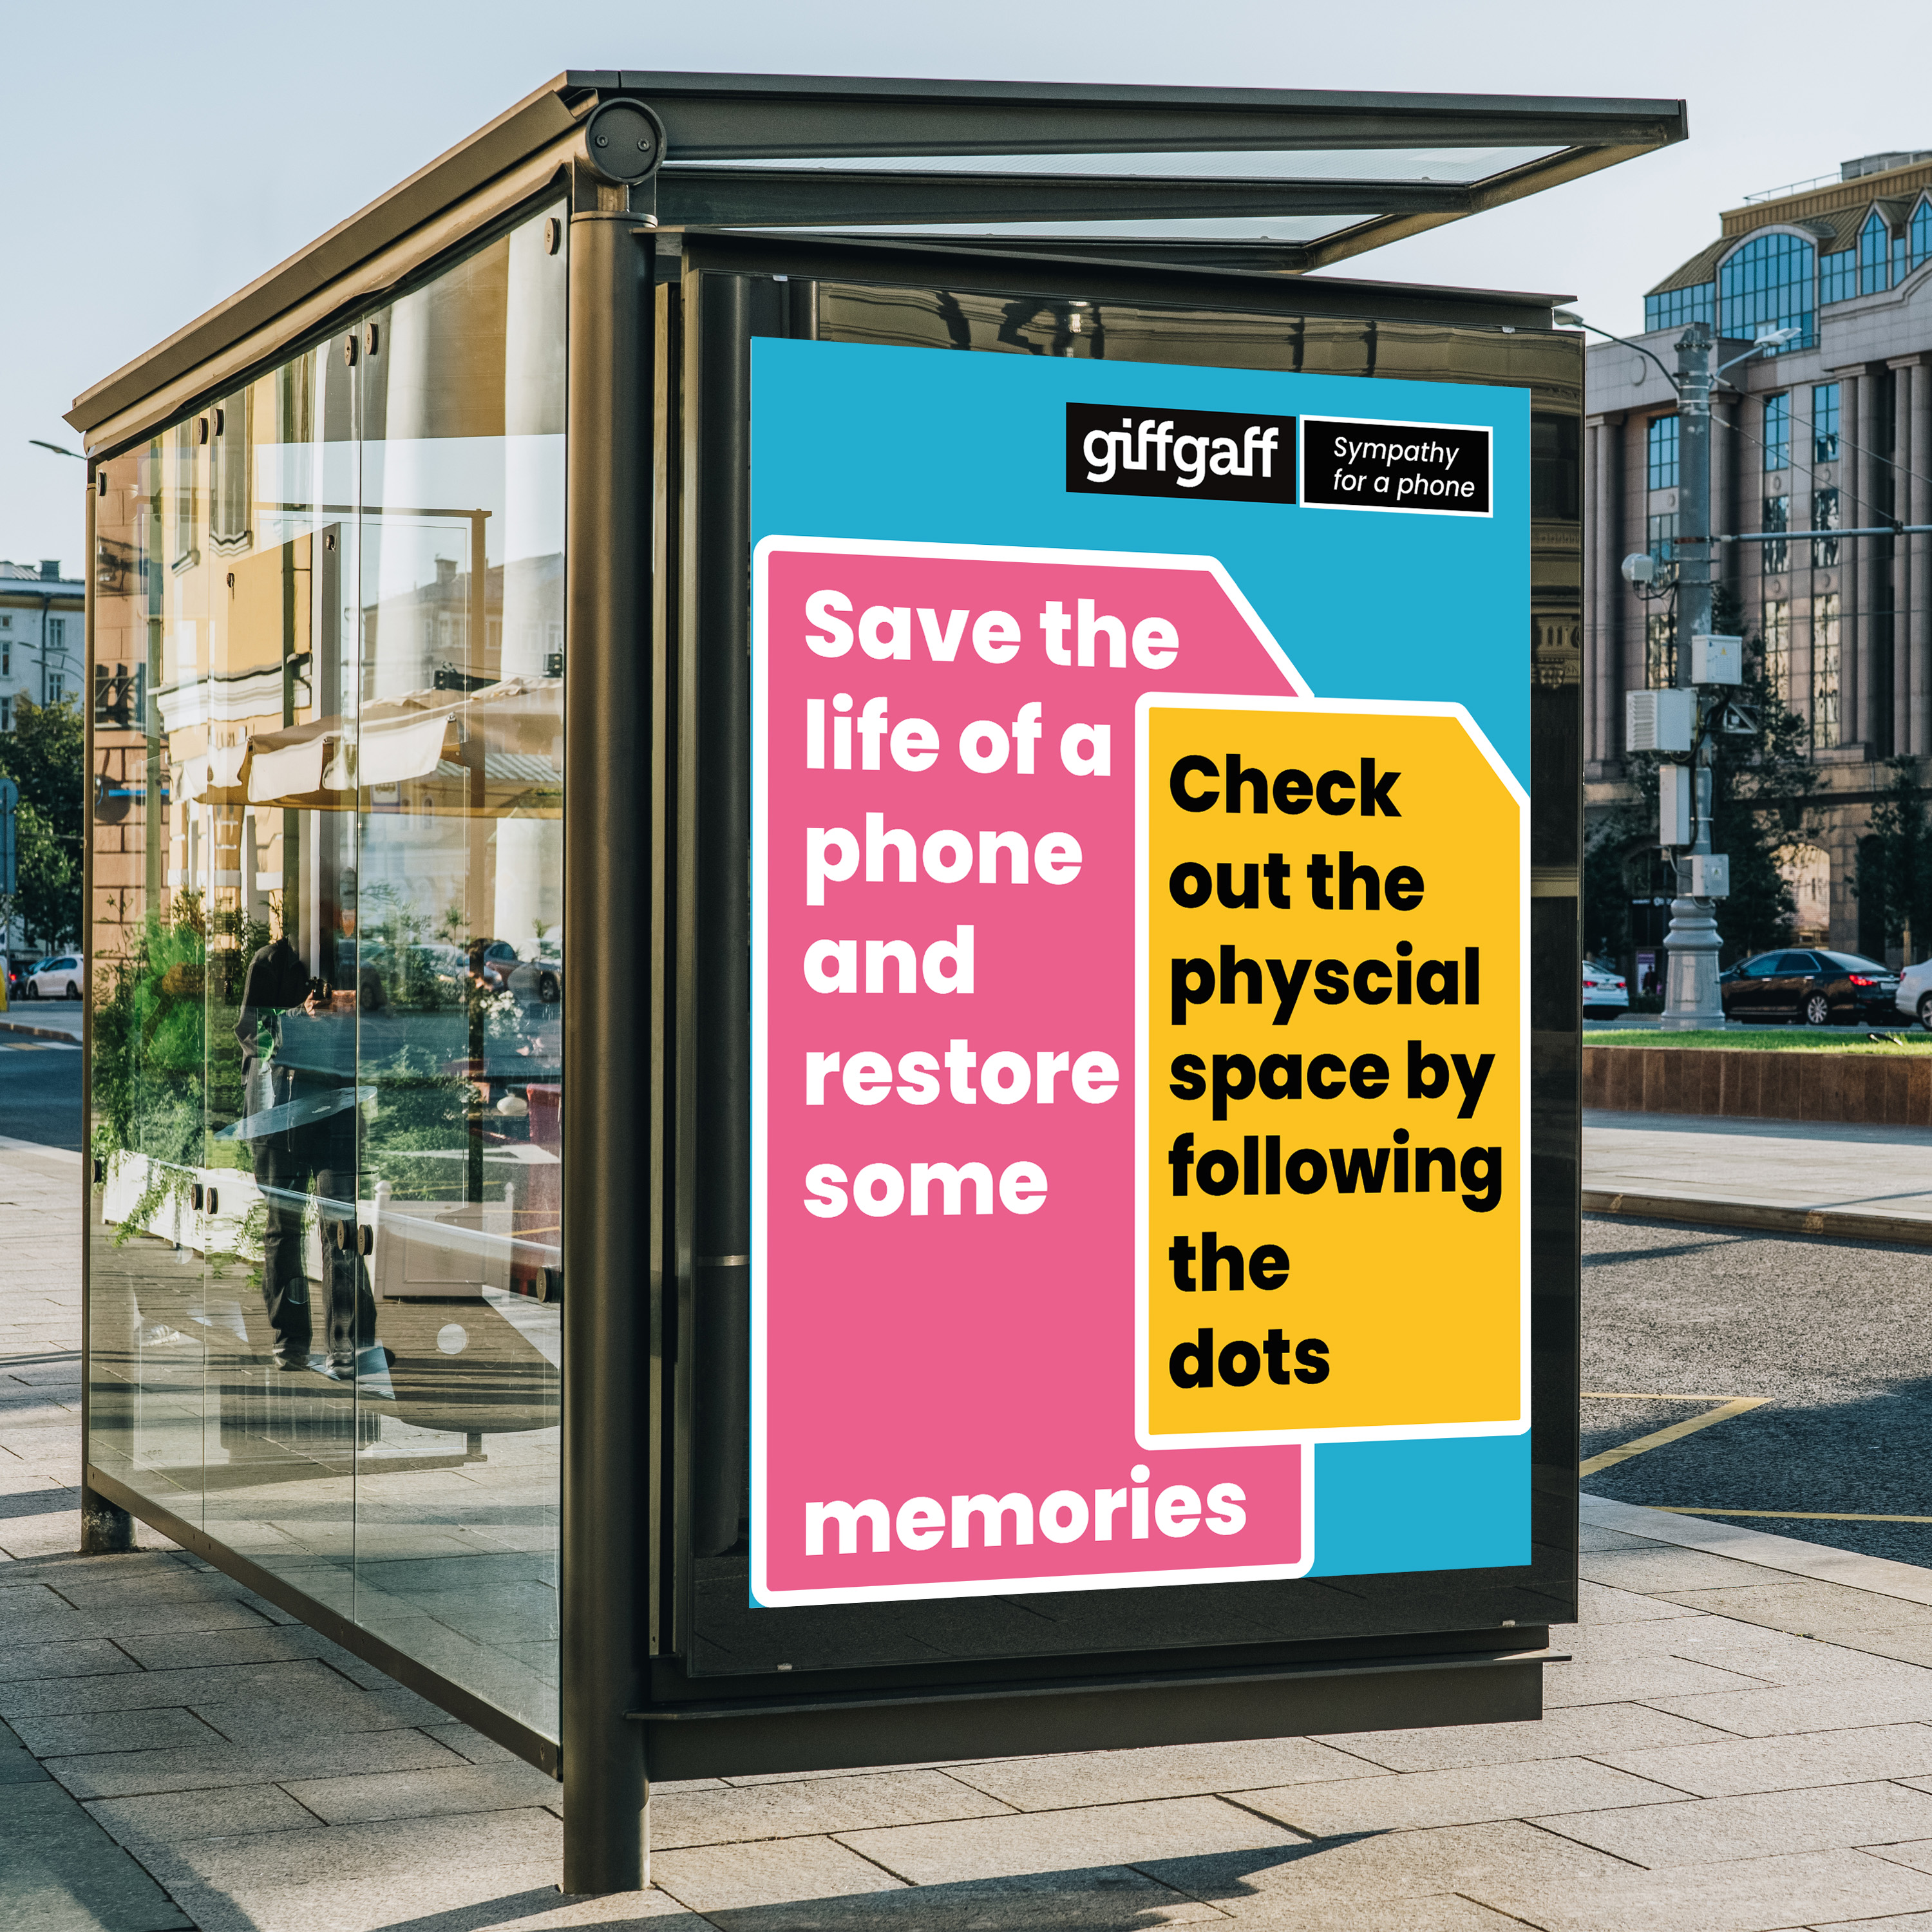 giffgaff
Sympathy
for a phone
Save the
life of a
phone
and
restore
some
memories
Check
out the
physcial
space by
following
the
dots